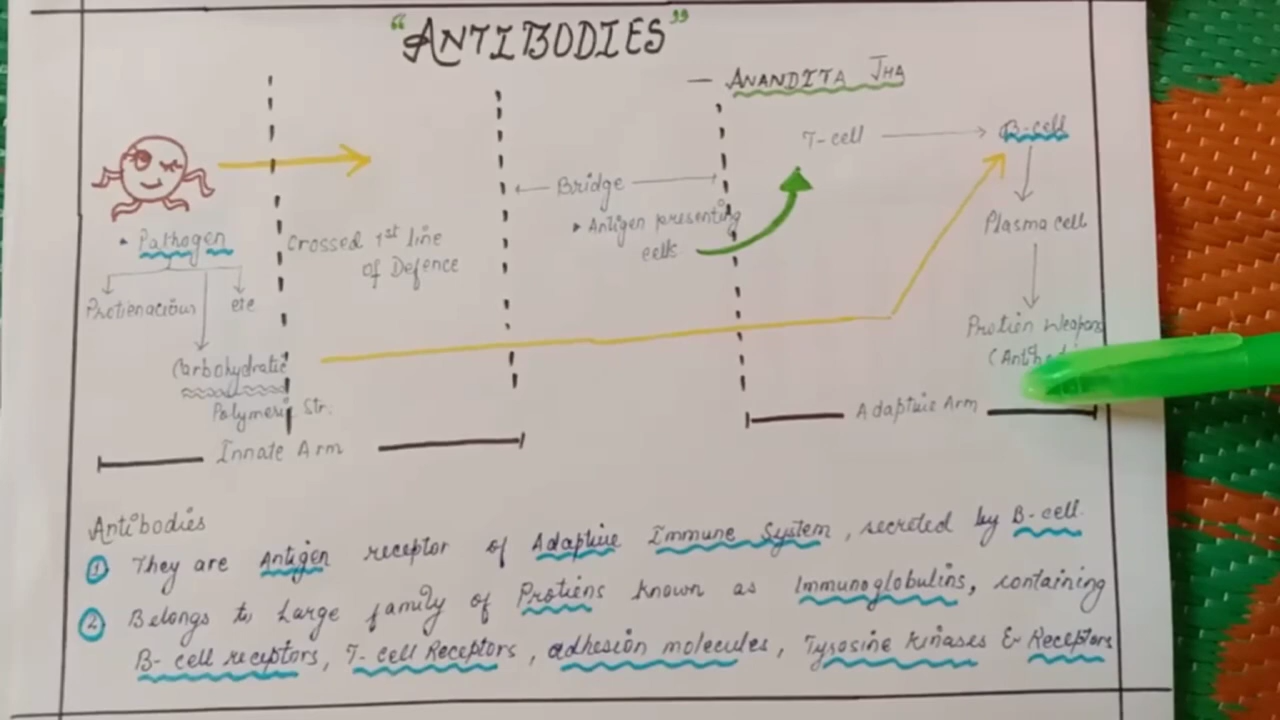 "ANTIBODIES"
— ANANDITA JHA
T-cell
B-cell
Bridge
Plasma cell
• Pathogen
Crossed 1st line
of Defence
Antigen presenting
cells
Protienacious
etc
Carbohydratic
Polymeric Str.
Protien Weapons
Innate Arm
Adaptive Arm
Antibodies
1 They are Antigen receptor of Adaptive Immune System, secreted by B-cell.
2 Belongs to Large family of Protiens known as Immunoglobulins, containing
B-cell receptors, T-cell Receptors, adhesion molecules, Tyrosine Kinases & Receptors